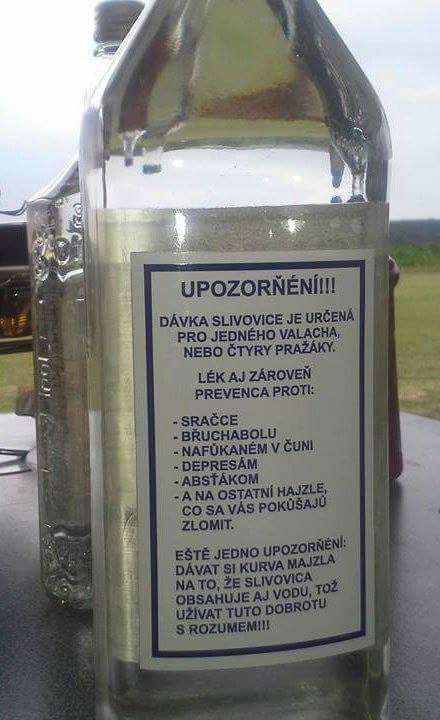 UPOZORŇÉNÍ!!!
DÁVKA SLIVOVICE JE URČENÁ
PRO JEDNÉHO VALACHA,
NEBO ČTYRY PRAŽÁKY.
LÉK AJ ZÁROVEŇ
PREVENCA PROTI:
- SRAČCE
- BŘUCHABOLU
- NAFÚKANÉM V ČUNI
- DEPRESÁM
- ABSŤÁKOM
- A NA OSTATNÍ HAJZLE,
CO SA VÁS POKÚŠAJÚ
ZLOMIT.
EŠTĚ JEDNO UPOZORŇÉNÍ:
DÁVAT SI KURVA MAJZLA
NA TO, ŽE SLIVOVICA
OBSAHUJE AJ VODU, TOŽ
UŽÍVAT TUTO DOBROTU
S ROZUMEM!!!